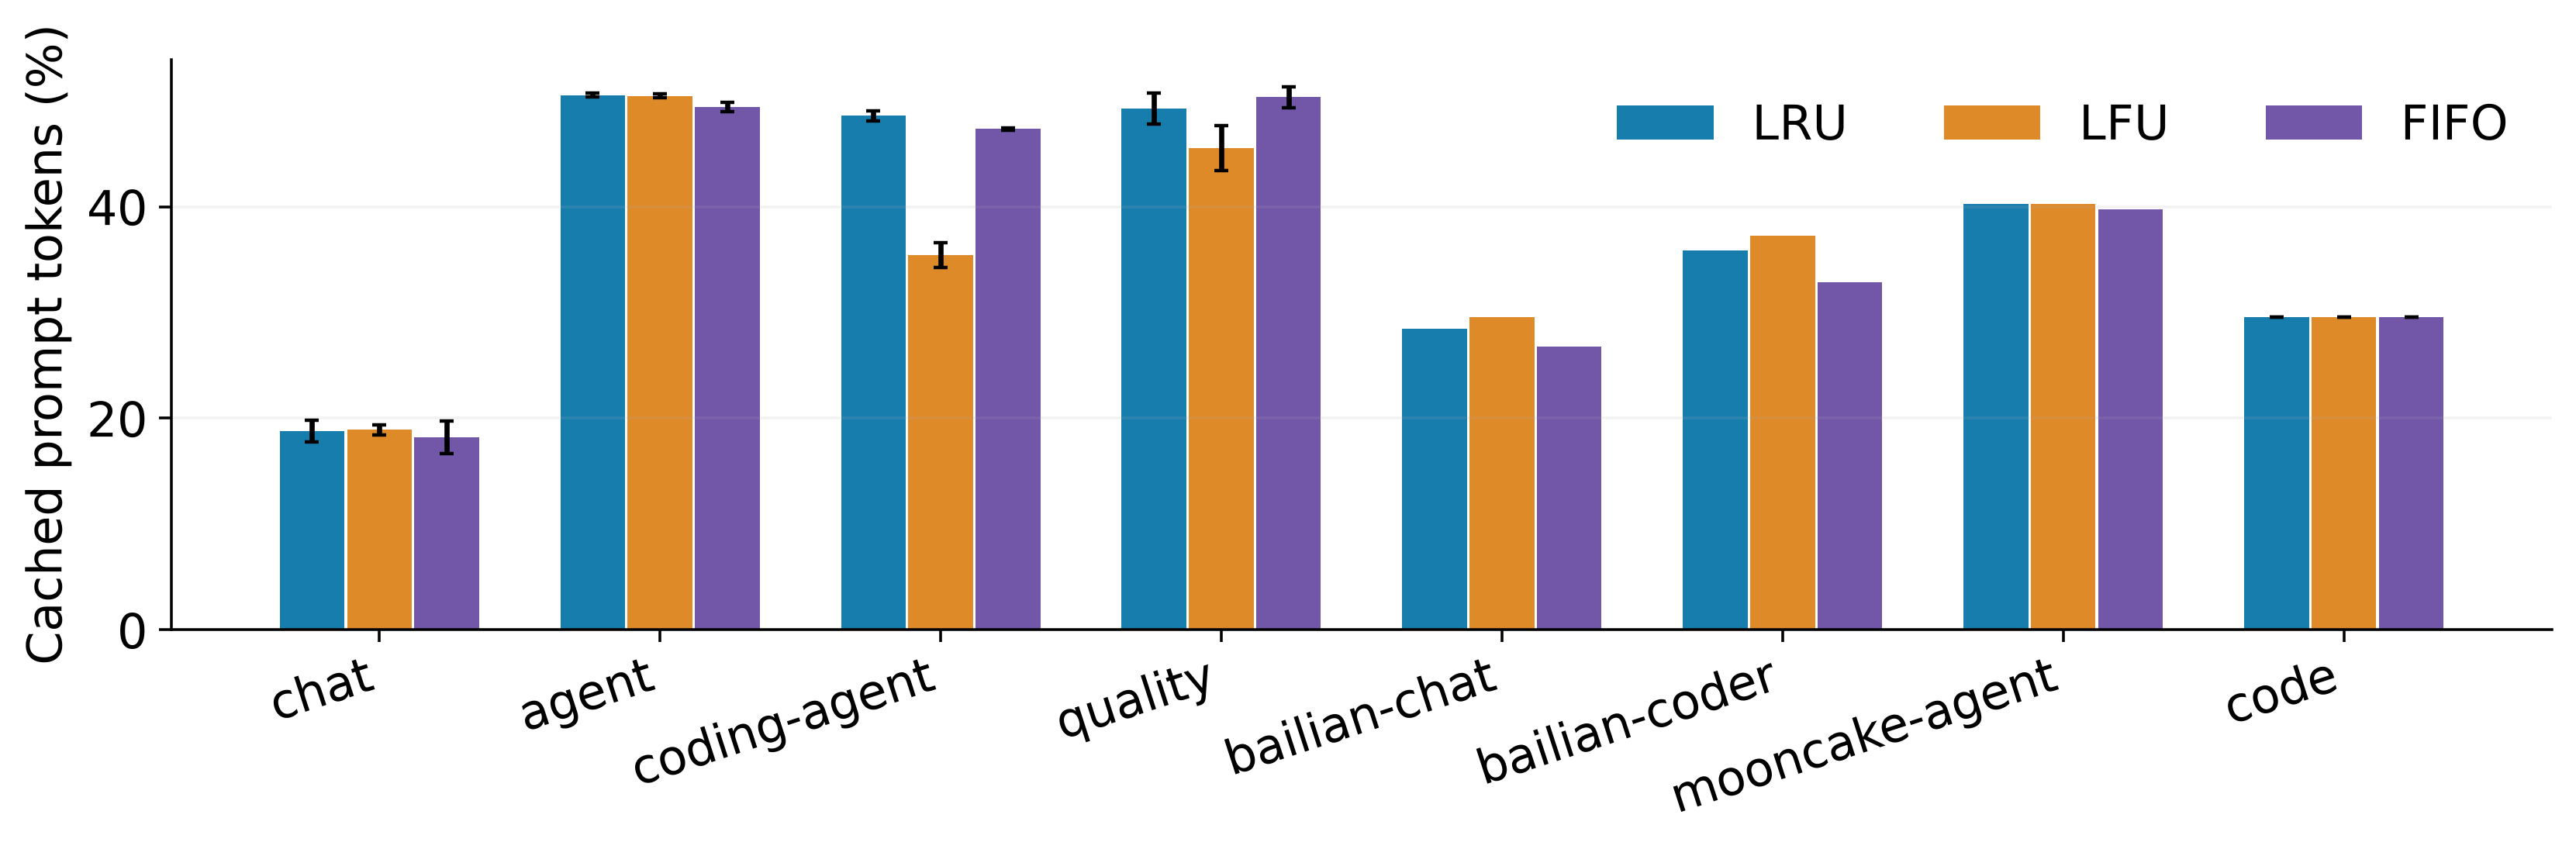 Cached prompt tokens (%)
40
20
0
LRU
LFU
FIFO
chat
agent
coding-agent
quality
bailian-chat
bailian-coder
mooncake-agent
code